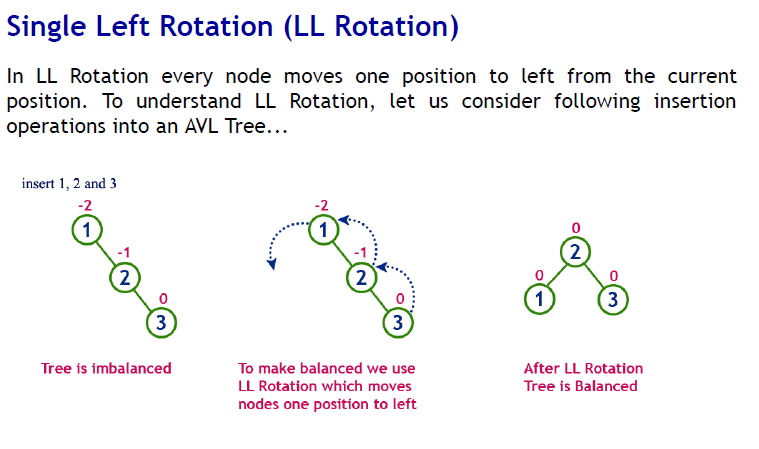 Single Left Rotation (LL Rotation)
In LL Rotation every node moves one position to left from the current
position. To understand LL Rotation, let us consider following insertion
operations into an AVL Tree...
insert 1, 2 and 3
-2
1
-1
2
0
3
Tree is imbalanced
-2
1
-1
2
0
3
To make balanced we use
LL Rotation which moves
nodes one position to left
0
2
0
1
0
3
After LL Rotation
Tree is Balanced